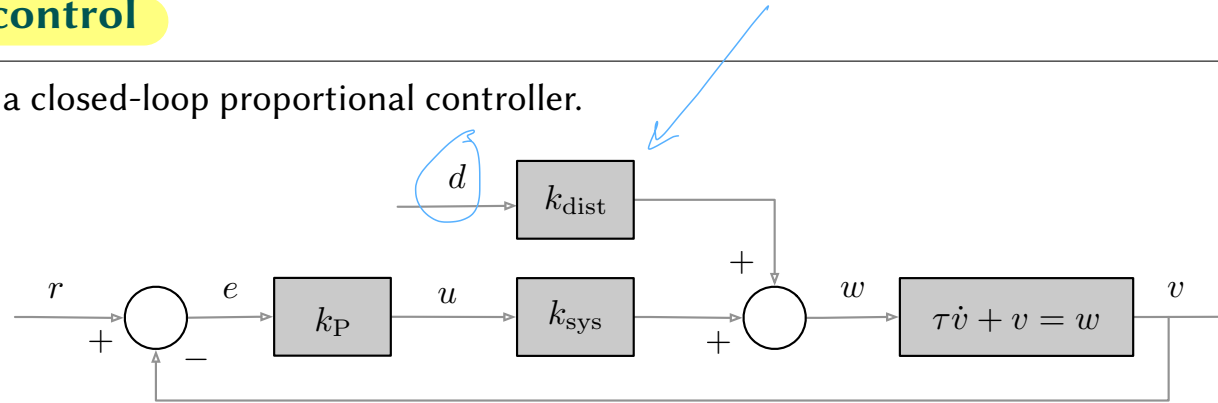 control
a closed-loop proportional controller.
d
k_dist
+
r
e
u
w
v
k_P
k_sys
τv̇ + v = w
+
−
+